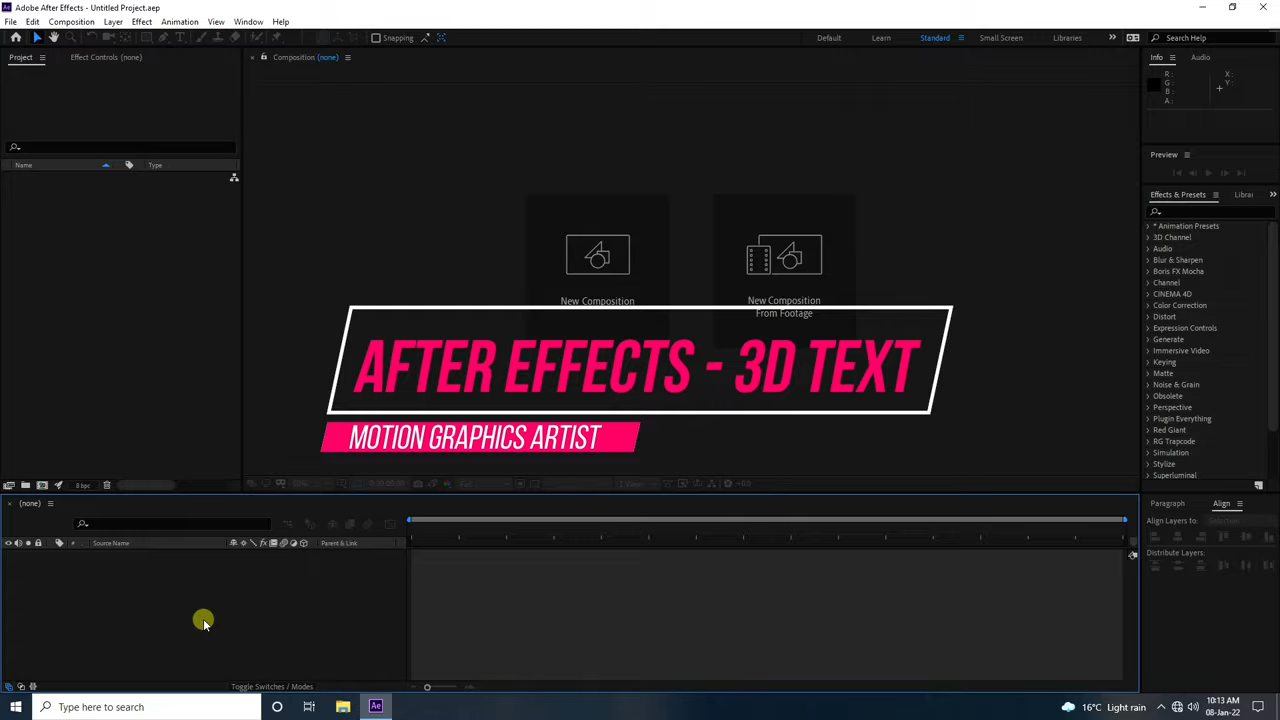 Adobe After Effects - Untitled Project.aep
File Edit Composition Layer Effect Animation View Window Help
Snapping
Default Learn Standard Small Screen Libraries
Search Help
Project
Effect Controls (none)
Composition (none)
Info Audio
R:
G:
B:
A:
X:
Y:
Name Type
Preview
Effects & Presets
* Animation Presets
3D Channel
Audio
Blur & Sharpen
Boris FX Mocha
Channel
CINEMA 4D
Color Correction
Distort
Expression Controls
Generate
Immersive Video
Keying
Matte
Noise & Grain
Obsolete
Perspective
Plugin Everything
Red Giant
RG Trapcode
Simulation
Stylize
Superluminal
New Composition
New Composition
From Footage
AFTER EFFECTS - 3D TEXT
MOTION GRAPHICS ARTIST
8 bpc
(none)
# Source Name
Parent & Link
Paragraph Align
Align Layers to:
Distribute Layers:
Toggle Switches / Modes
Type here to search
Ae
16°C Light rain
10:13 AM
08-Jan-22